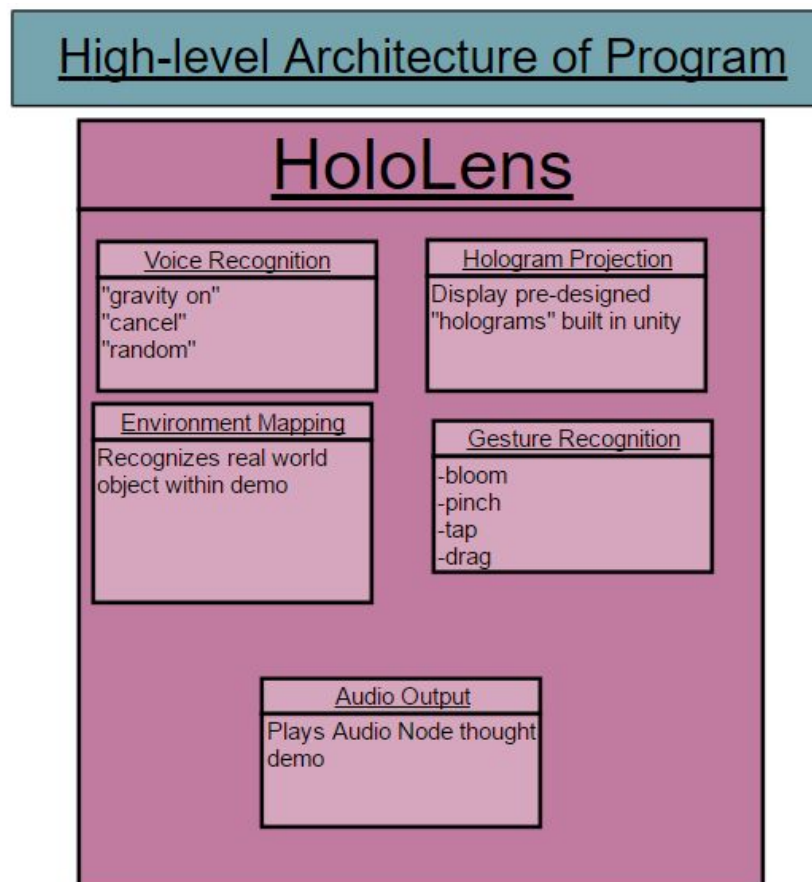 High-level Architecture of Program
HoloLens
Voice Recognition
"gravity on"
"cancel"
"random"
Hologram Projection
Display pre-designed
"holograms" built in unity
Environment Mapping
Recognizes real world
object within demo
Gesture Recognition
-bloom
-pinch
-tap
-drag
Audio Output
Plays Audio Node thought
demo